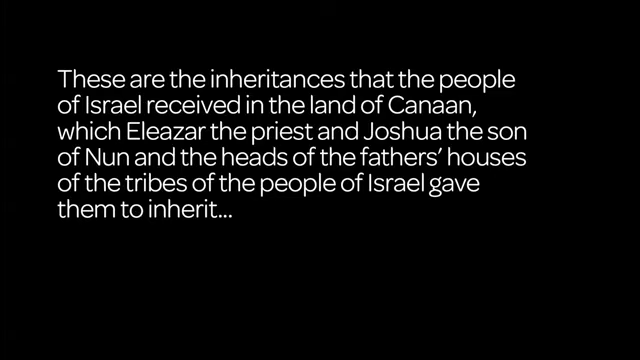 These are the inheritances that the people
of Israel received in the land of Canaan,
which Eleazar the priest and Joshua the son
of Nun and the heads of the fathers’ houses
of the tribes of the people of Israel gave
them to inherit...